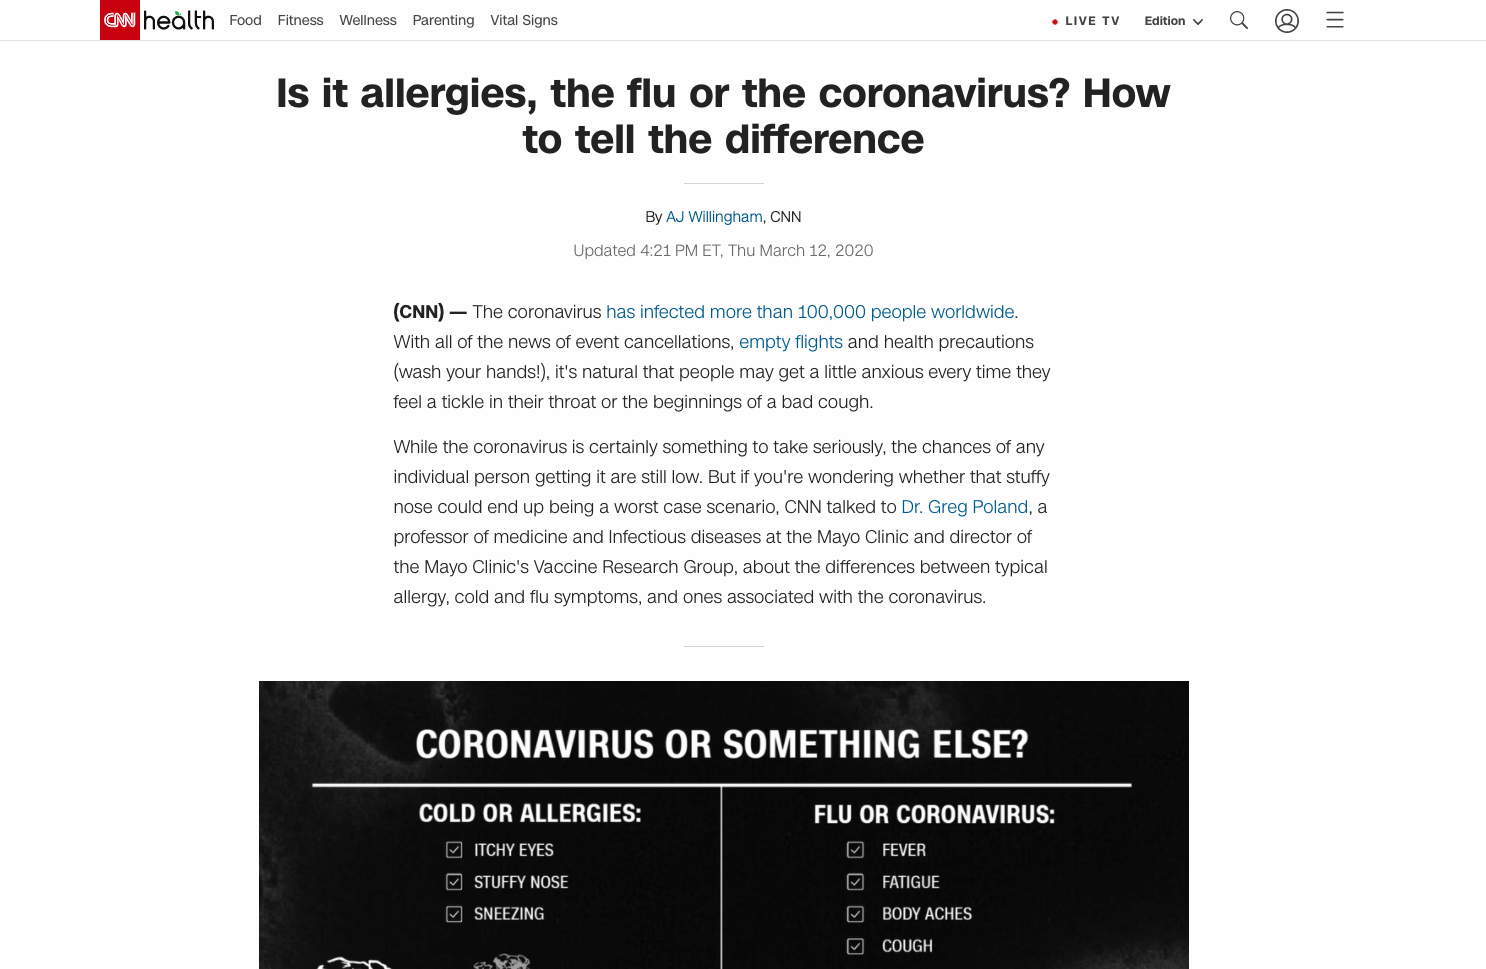 CNN health Food Fitness Wellness Parenting Vital Signs LIVE TV Edition
Is it allergies, the flu or the coronavirus? How
to tell the difference
By AJ Willingham, CNN
Updated 4:21 PM ET, Thu March 12, 2020
(CNN) — The coronavirus has infected more than 100,000 people worldwide.
With all of the news of event cancellations, empty flights and health precautions
(wash your hands!), it's natural that people may get a little anxious every time they
feel a tickle in their throat or the beginnings of a bad cough.
While the coronavirus is certainly something to take seriously, the chances of any
individual person getting it are still low. But if you're wondering whether that stuffy
nose could end up being a worst case scenario, CNN talked to Dr. Greg Poland, a
professor of medicine and Infectious diseases at the Mayo Clinic and director of
the Mayo Clinic's Vaccine Research Group, about the differences between typical
allergy, cold and flu symptoms, and ones associated with the coronavirus.
CORONAVIRUS OR SOMETHING ELSE?
COLD OR ALLERGIES:
ITCHY EYES
STUFFY NOSE
SNEEZING
FLU OR CORONAVIRUS:
FEVER
FATIGUE
BODY ACHES
COUGH